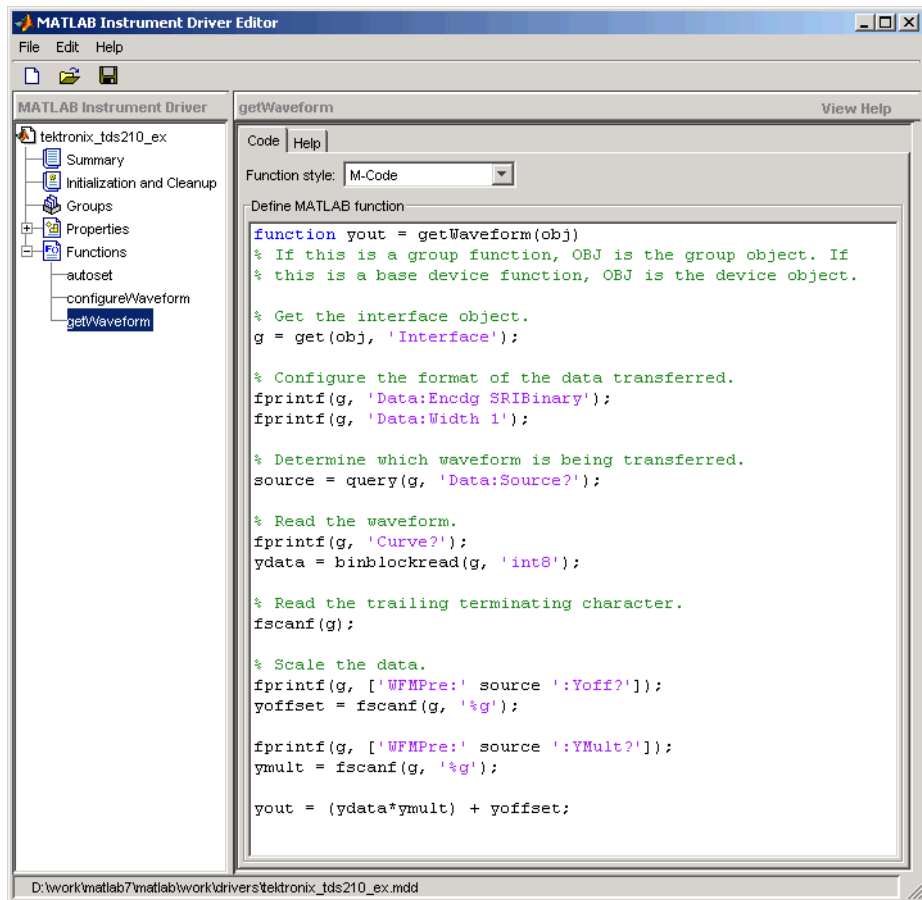 MATLAB Instrument Driver Editor
File Edit Help
MATLAB Instrument Driver
tektronix_tds210_ex
Summary
Initialization and Cleanup
Groups
Properties
Functions
autoset
configureWaveform
getWaveform
getWaveform View Help
Code Help
Function style: M-Code
Define MATLAB function
function yout = getWaveform(obj)
% If this is a group function, OBJ is the group object. If
% this is a base device function, OBJ is the device object.
% Get the interface object.
g = get(obj, 'Interface');
% Configure the format of the data transferred.
fprintf(g, 'Data:Encdg SRIBinary');
fprintf(g, 'Data:Width 1');
% Determine which waveform is being transferred.
source = query(g, 'Data:Source?');
% Read the waveform.
fprintf(g, 'Curve?');
ydata = binblockread(g, 'int8');
% Read the trailing terminating character.
fscanf(g);
% Scale the data.
fprintf(g, ['WFMPre:' source ':Yoff?']);
yoffset = fscanf(g, '%g');
fprintf(g, ['WFMPre:' source ':YMult?']);
ymult = fscanf(g, '%g');
yout = (ydata*ymult) + yoffset;
D:\work\matlab7\matlab\work\drivers\tektronix_tds210_ex.mdd